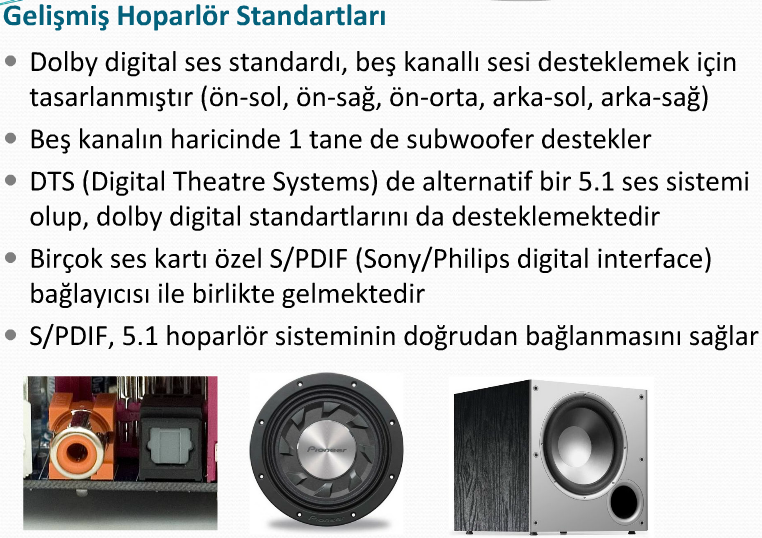 Gelişmiş Hoparlör Standartları
• Dolby digital ses standardı, beş kanallı sesi desteklemek için
tasarlanmıştır (ön-sol, ön-sağ, ön-orta, arka-sol, arka-sağ)
• Beş kanalın haricinde 1 tane de subwoofer destekler
• DTS (Digital Theatre Systems) de alternatif bir 5.1 ses sistemi
olup, dolby digital standartlarını da desteklemektedir
• Birçok ses kartı özel S/PDIF (Sony/Philips digital interface)
bağlayıcısı ile birlikte gelmektedir
• S/PDIF, 5.1 hoparlör sisteminin doğrudan bağlanmasını sağlar
Pioneer